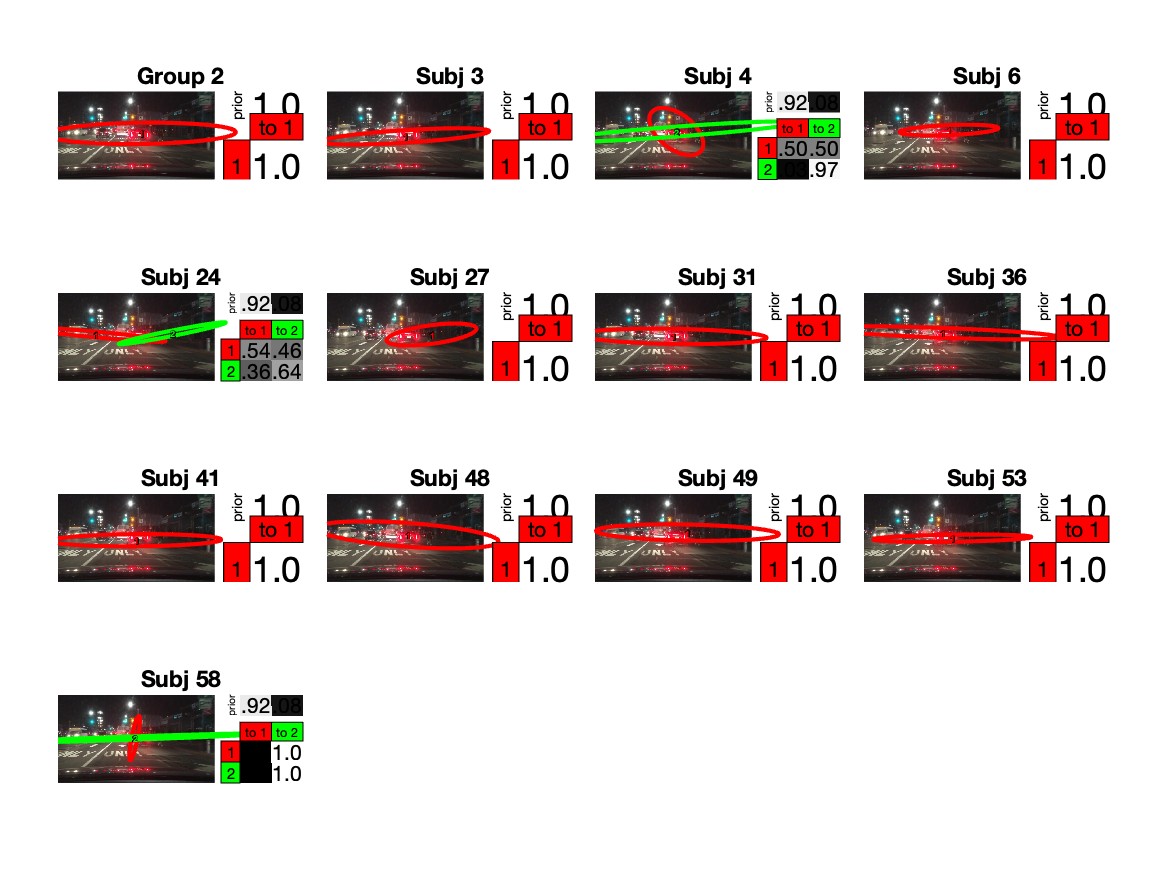 Group 2
prior 1.0
to 1
1 1.0
Subj 3
prior 1.0
to 1
1 1.0
Subj 4
prior .92 .08
to 1 to 2
1 .50 .50
2 .03 .97
Subj 6
prior 1.0
to 1
1 1.0
Subj 24
prior .92 .08
to 1 to 2
1 .54 .46
2 .36 .64
Subj 27
prior 1.0
to 1
1 1.0
Subj 31
prior 1.0
to 1
1 1.0
Subj 36
prior 1.0
to 1
1 1.0
Subj 41
prior 1.0
to 1
1 1.0
Subj 48
prior 1.0
to 1
1 1.0
Subj 49
prior 1.0
to 1
1 1.0
Subj 53
prior 1.0
to 1
1 1.0
Subj 58
prior .92 .08
to 1 to 2
1 1.0
2 1.0